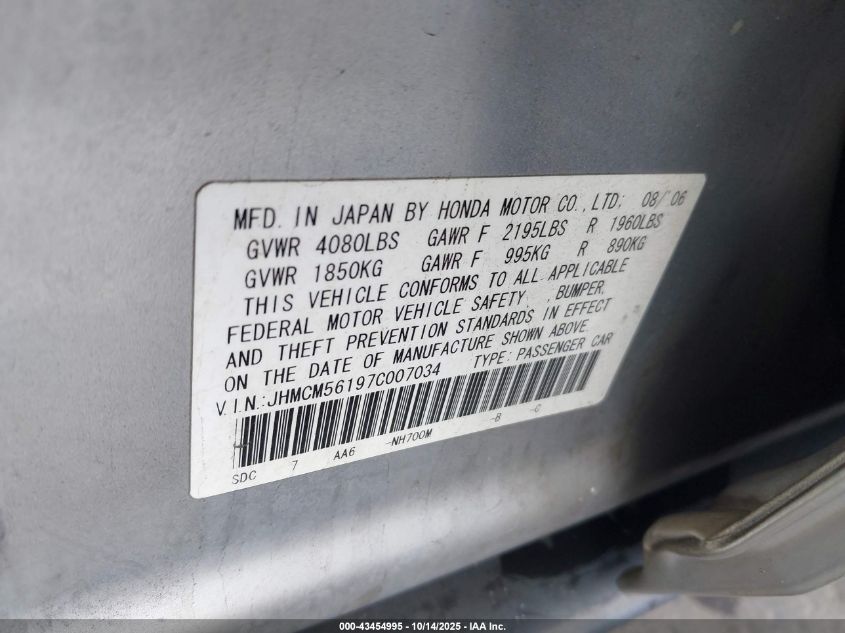 MFD. IN JAPAN BY HONDA MOTOR CO.,LTD; 08/'06
GVWR 4080LBS GAWR F 2195LBS R 1960LBS
GVWR 1850KG GAWR F 995KG R 890KG
THIS VEHICLE CONFORMS TO ALL APPLICABLE
FEDERAL MOTOR VEHICLE SAFETY, , BUMPER,
AND THEFT PREVENTION STANDARDS IN EFFECT
ON THE DATE OF MANUFACTURE SHOWN ABOVE.
V.I.N.:JHMCM56197C007034 TYPE: PASSENGER CAR
SDC 7 AA6 -NH700M -B -C
000-43454995 - 10/14/2025 - IAA Inc.